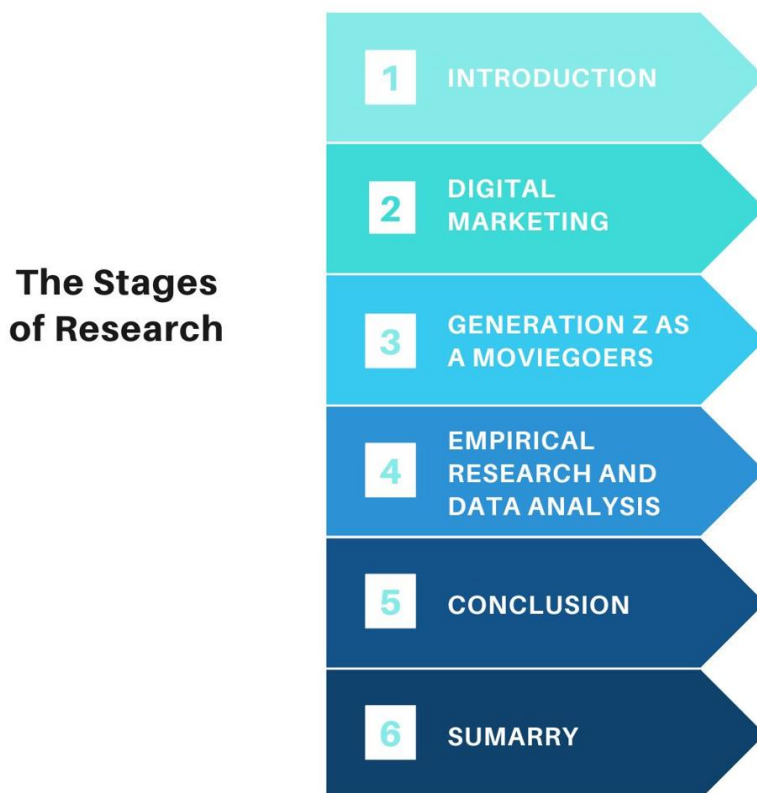 The Stages
of Research
1 INTRODUCTION
2 DIGITAL
MARKETING
3 GENERATION Z AS
A MOVIEGOERS
4 EMPIRICAL
RESEARCH AND
DATA ANALYSIS
5 CONCLUSION
6 SUMARRY